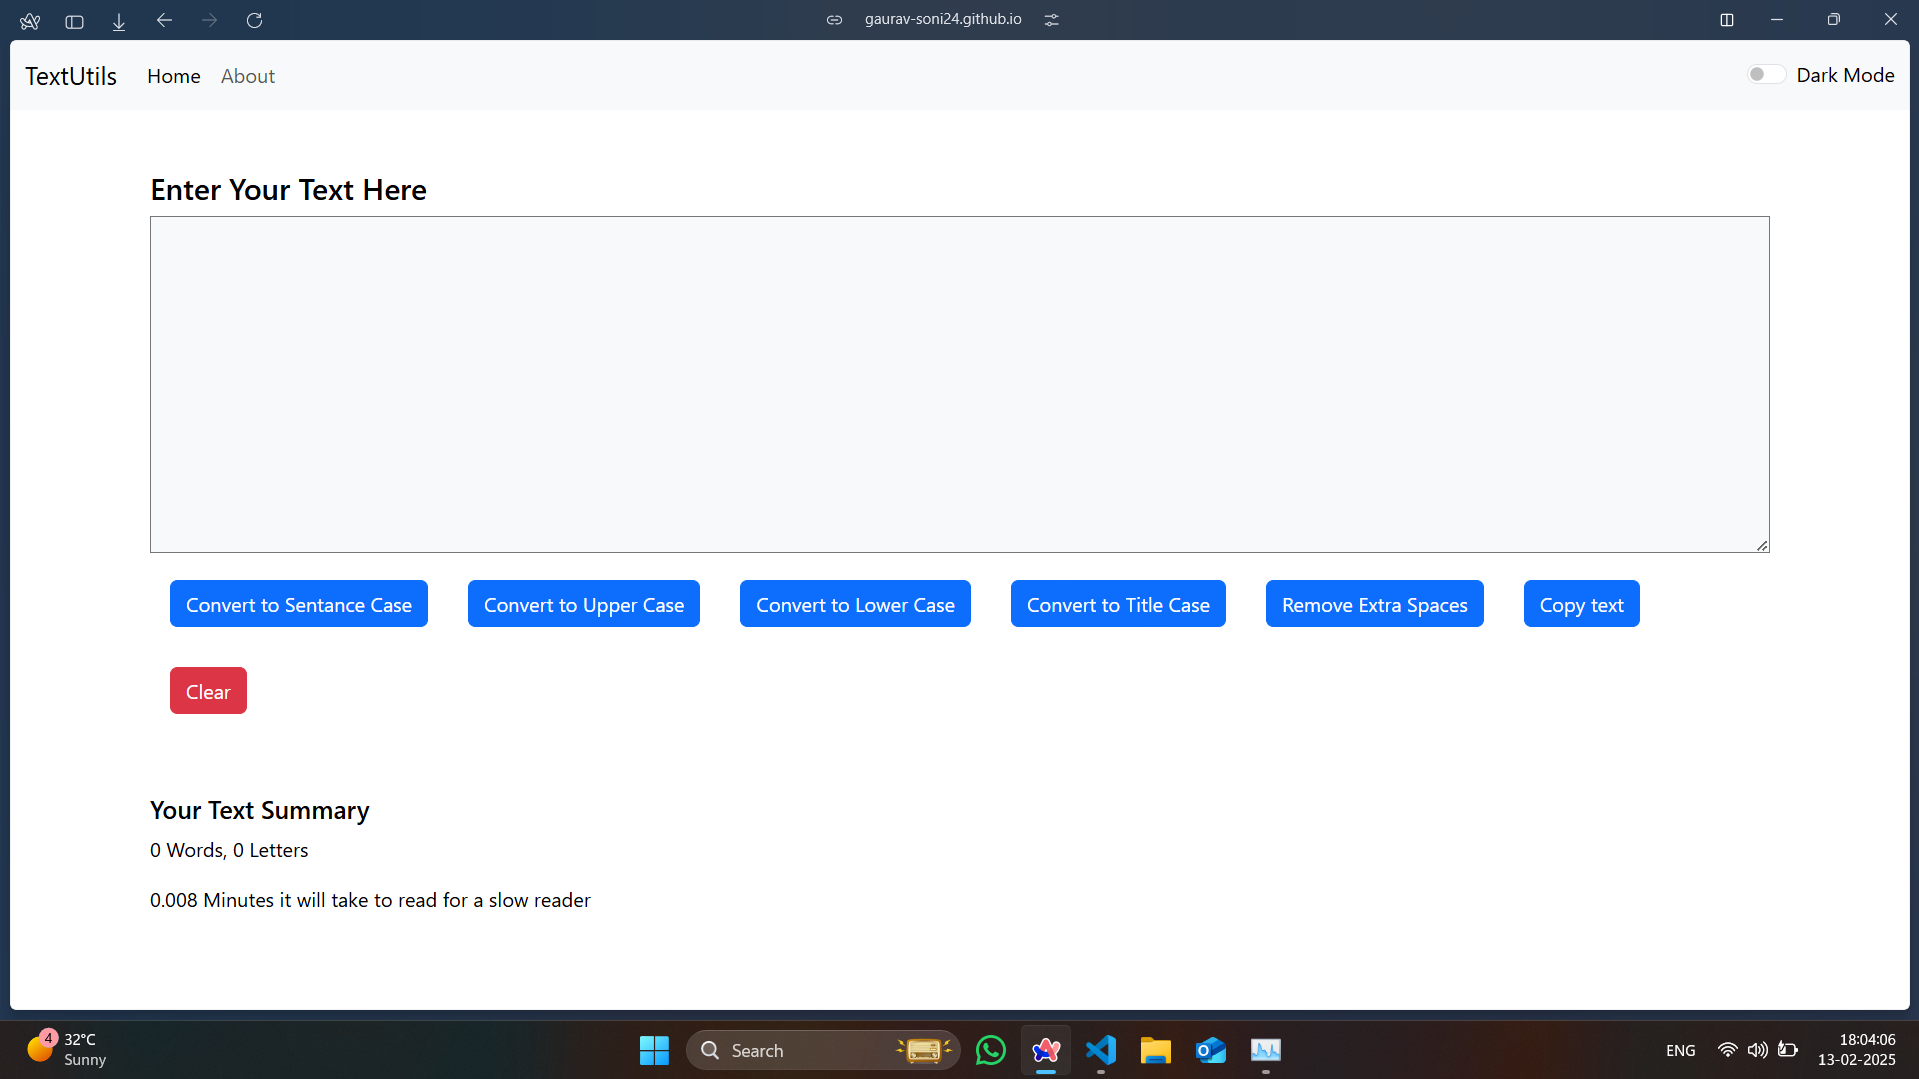 gaurav-soni24.github.io
TextUtils Home About Dark Mode
Enter Your Text Here
Convert to Sentance Case Convert to Upper Case Convert to Lower Case Convert to Title Case Remove Extra Spaces Copy text
Clear
Your Text Summary
0 Words, 0 Letters
0.008 Minutes it will take to read for a slow reader
4
32°C
Sunny
Search
ENG
18:04:06
13-02-2025